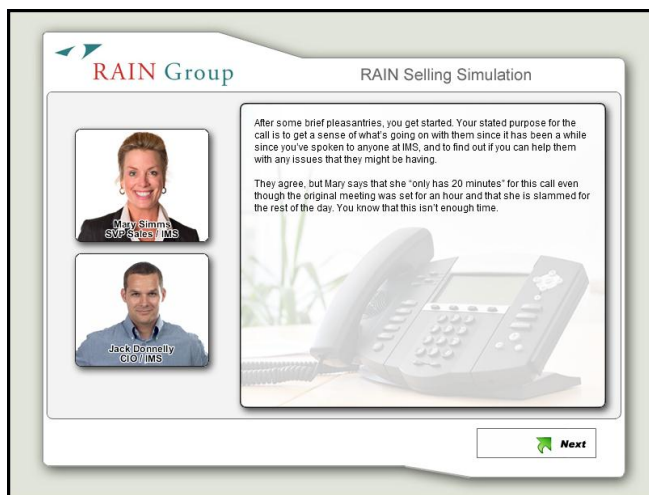 RAIN Group
RAIN Selling Simulation
Mary Simms
SVP Sales / IMS
Jack Donnelly
CIO / IMS
After some brief pleasantries, you get started. Your stated purpose for the
call is to get a sense of what's going on with them since it has been a while
since you've spoken to anyone at IMS, and to find out if you can help them
with any issues that they might be having.
They agree, but Mary says that she "only has 20 minutes" for this call even
though the original meeting was set for an hour and that she is slammed for
the rest of the day. You know that this isn't enough time.
Next